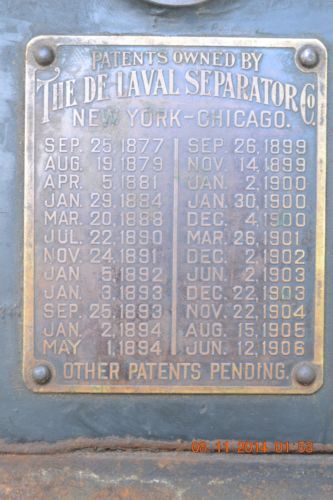 PATENTS OWNED BY
THE DE LAVAL SEPARATOR CO.
NEW YORK-CHICAGO.
SEP. 25, 1877 SEP. 26, 1899
AUG. 19, 1879 NOV. 14, 1899
APR. 5, 1881 JAN. 2, 1900
JAN. 29, 1884 JAN. 30, 1900
MAR. 20, 1888 DEC. 4, 1900
JUL. 22, 1890 MAR. 26, 1901
NOV. 24, 1891 DEC. 2, 1902
JAN. 5, 1892 JUN. 2, 1903
JAN. 3, 1893 DEC. 22, 1903
SEP. 25, 1893 NOV. 22, 1904
JAN. 2, 1894 AUG. 15, 1905
MAY 1, 1894 JUN. 12, 1906
OTHER PATENTS PENDING.